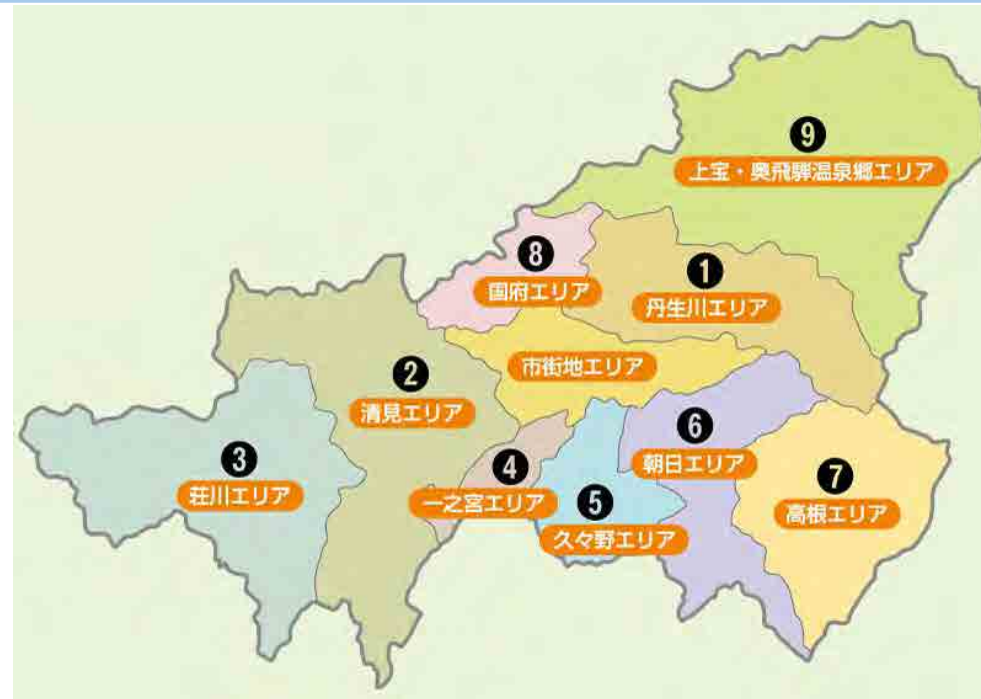 9
上宝・奥飛騨温泉郷エリア
8
国府エリア
1
丹生川エリア
市街地エリア
2
清見エリア
6
朝日エリア
3
荘川エリア
4
一之宮エリア
5
久々野エリア
7
高根エリア